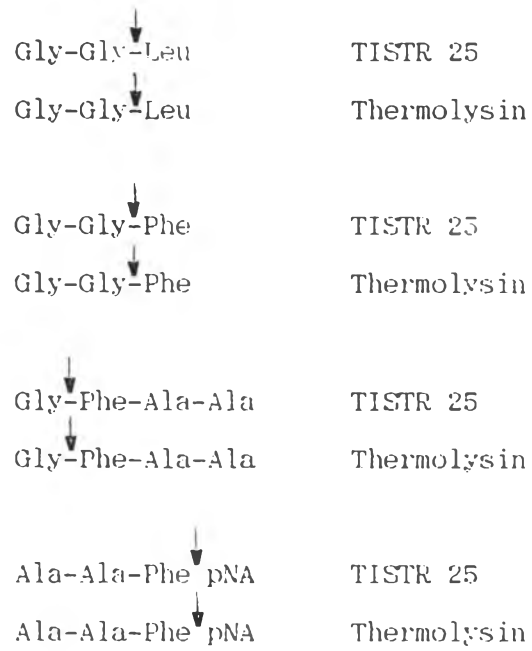 Gly-Gly-Leu TISTR 25
Gly-Gly-Leu Thermolysin
Gly-Gly-Phe TISTR 25
Gly-Gly-Phe Thermolysin
Gly-Phe-Ala-Ala TISTR 25
Gly-Phe-Ala-Ala Thermolysin
Ala-Ala-Phe pNA TISTR 25
Ala-Ala-Phe pNA Thermolysin